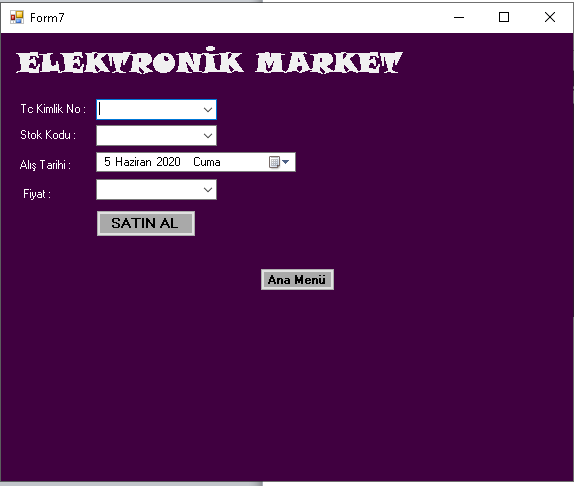 Form7
ELEKTRONİK MARKET
Tc Kimlik No :
Stok Kodu :
Alış Tarihi : 5 Haziran 2020 Cuma
Fiyat :
SATIN AL
Ana Menü